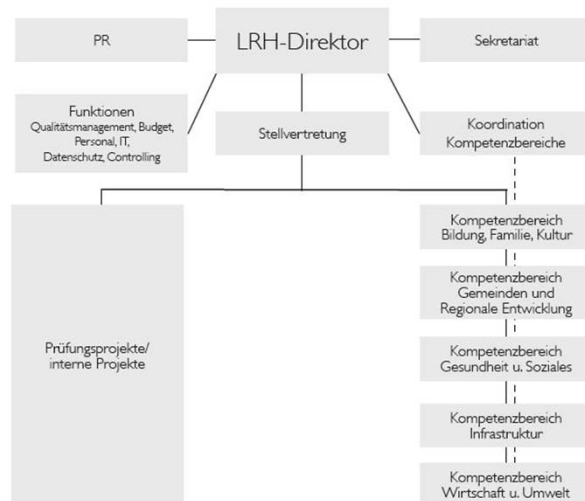 PR
LRH-Direktor
Sekretariat
Funktionen
Qualitätsmanagement, Budget,
Personal, IT,
Datenschutz, Controlling
Stellvertretung
Koordination
Kompetenzbereiche
Prüfungsprojekte/
interne Projekte
Kompetenzbereich
Bildung, Familie, Kultur
Kompetenzbereich
Gemeinden und
Regionale Entwicklung
Kompetenzbereich
Gesundheit u. Soziales
Kompetenzbereich
Infrastruktur
Kompetenzbereich
Wirtschaft u. Umwelt